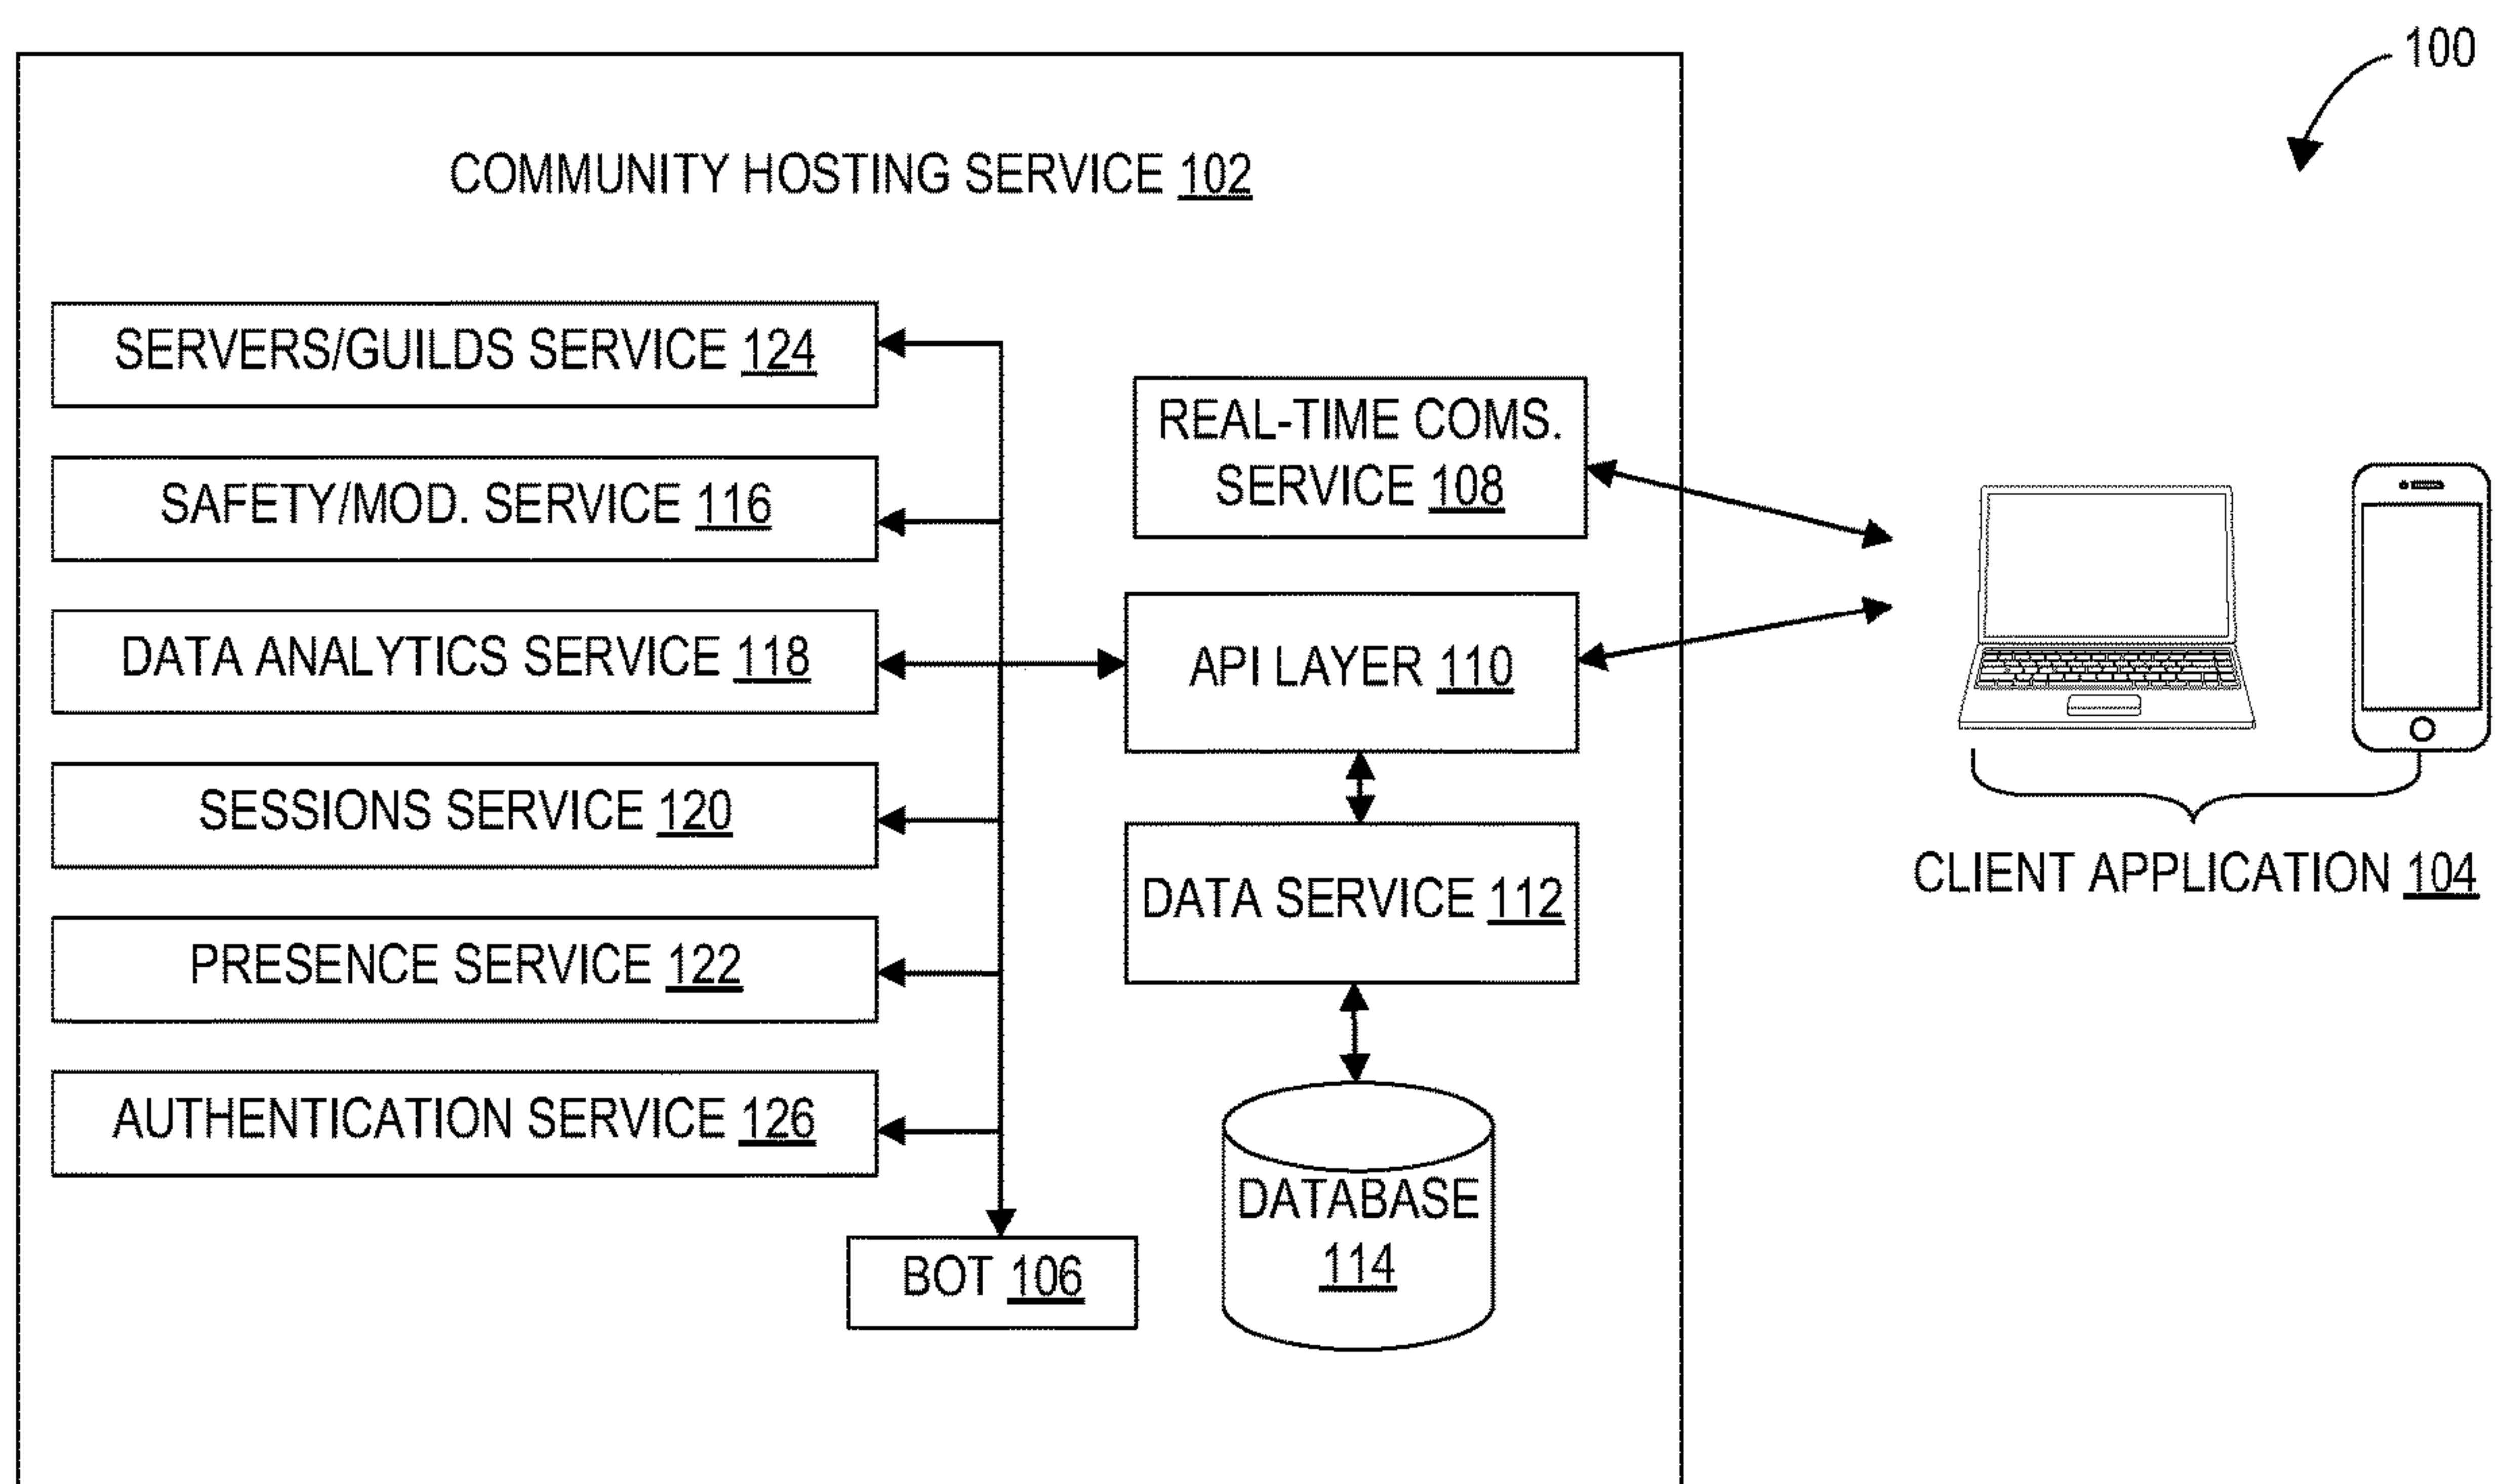 100
COMMUNITY HOSTING SERVICE 102
SERVERS/GUILDS SERVICE 124
SAFETY/MOD. SERVICE 116
DATA ANALYTICS SERVICE 118
SESSIONS SERVICE 120
PRESENCE SERVICE 122
AUTHENTICATION SERVICE 126
BOT 106
REAL-TIME COMS.
SERVICE 108
API LAYER 110
DATA SERVICE 112
DATABASE
114
CLIENT APPLICATION 104